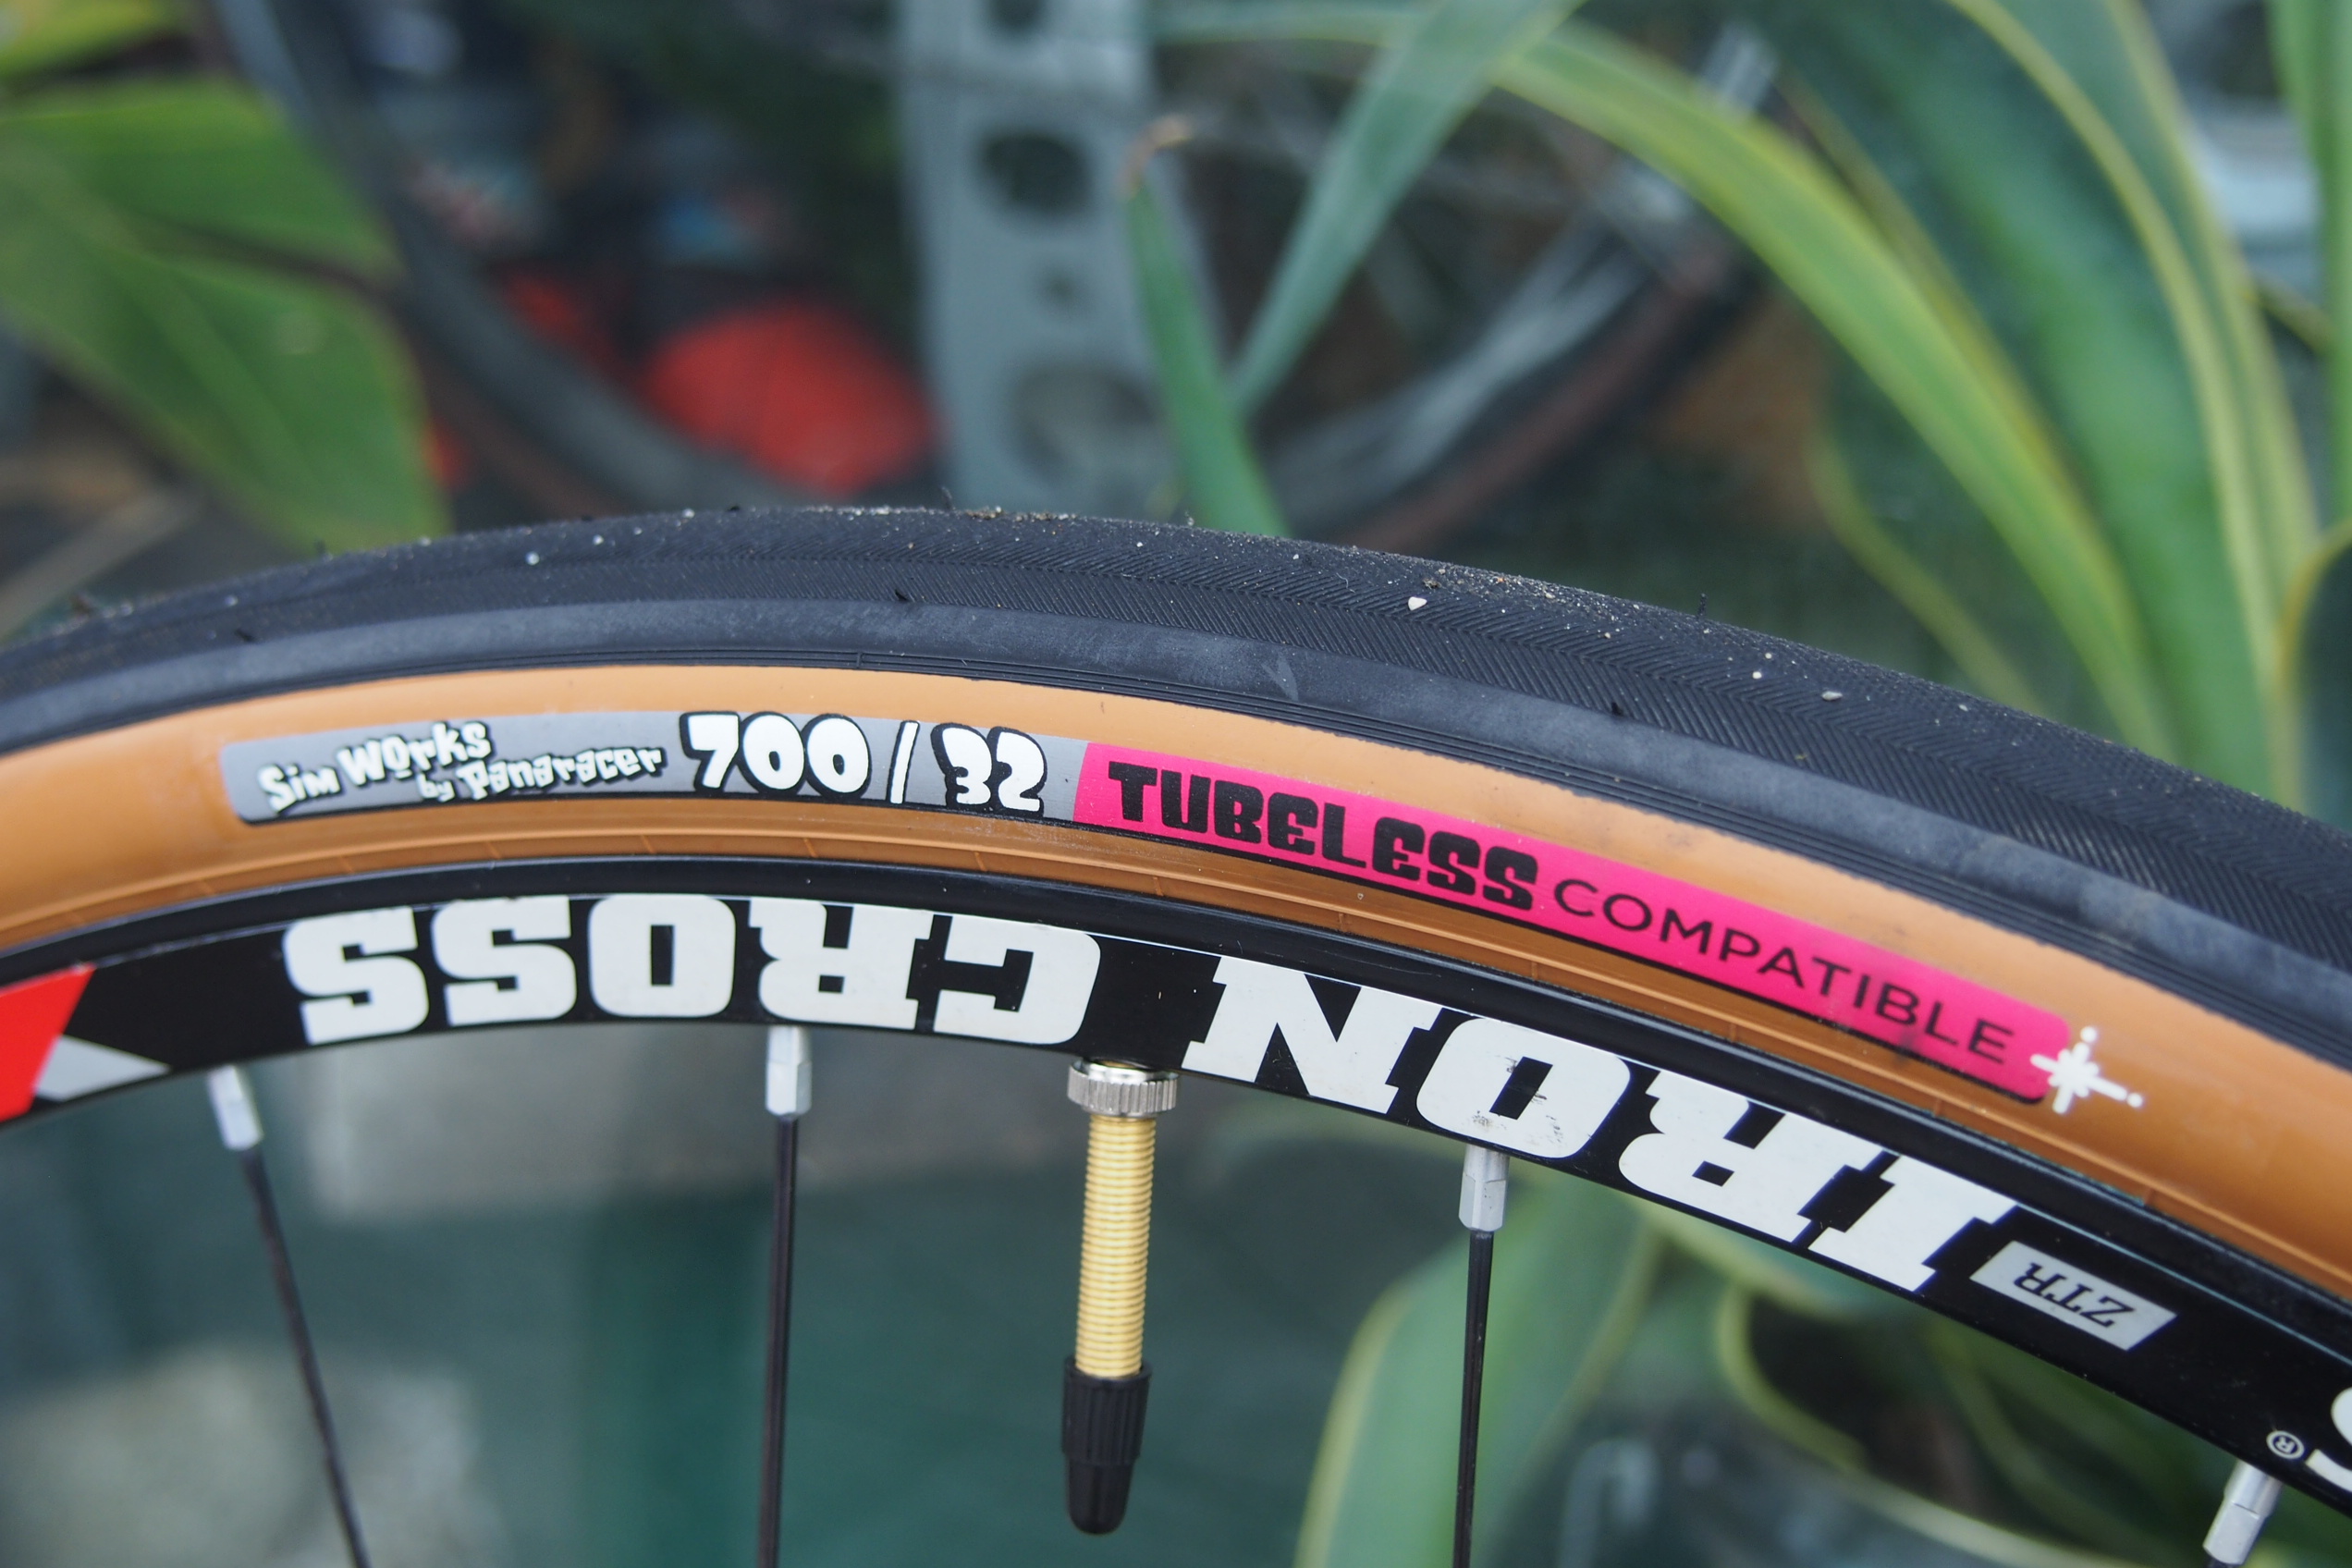 SiM WOrKS
by Panaracer
700/32
TUBELESS COMPATIBLE
IRON CROSS
ZTR
S®